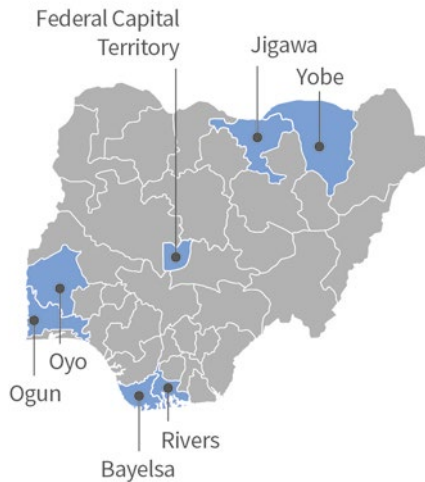 Federal Capital
Territory
Jigawa
Yobe
Oyo
Ogun
Rivers
Bayelsa